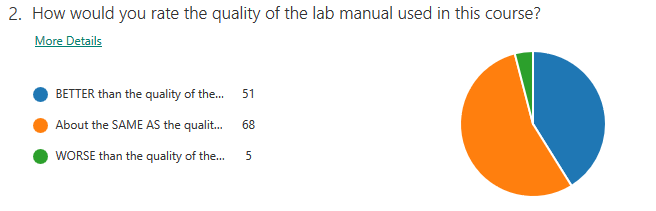 2. How would you rate the quality of the lab manual used in this course?
More Details
BETTER than the quality of the... 51
About the SAME AS the qualit... 68
WORSE than the quality of the... 5